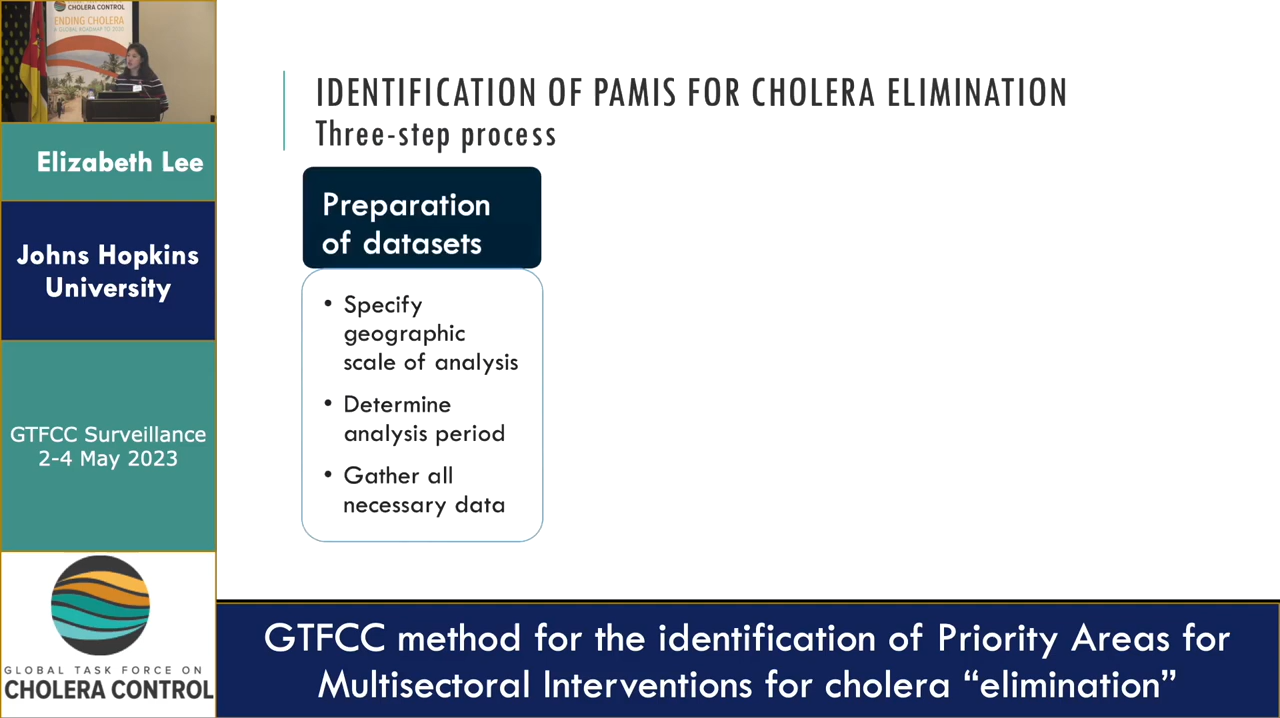 CHOLERA CONTROL
ENDING CHOLERA
A GLOBAL ROADMAP TO 2030
Elizabeth Lee
Johns Hopkins
University
GTFCC Surveillance
2-4 May 2023
GLOBAL TASK FORCE ON
CHOLERA CONTROL
IDENTIFICATION OF PAMIS FOR CHOLERA ELIMINATION
Three-step process
Preparation
of datasets
• Specify
geographic
scale of analysis
• Determine
analysis period
• Gather all
necessary data
GTFCC method for the identification of Priority Areas for
Multisectoral Interventions for cholera “elimination”